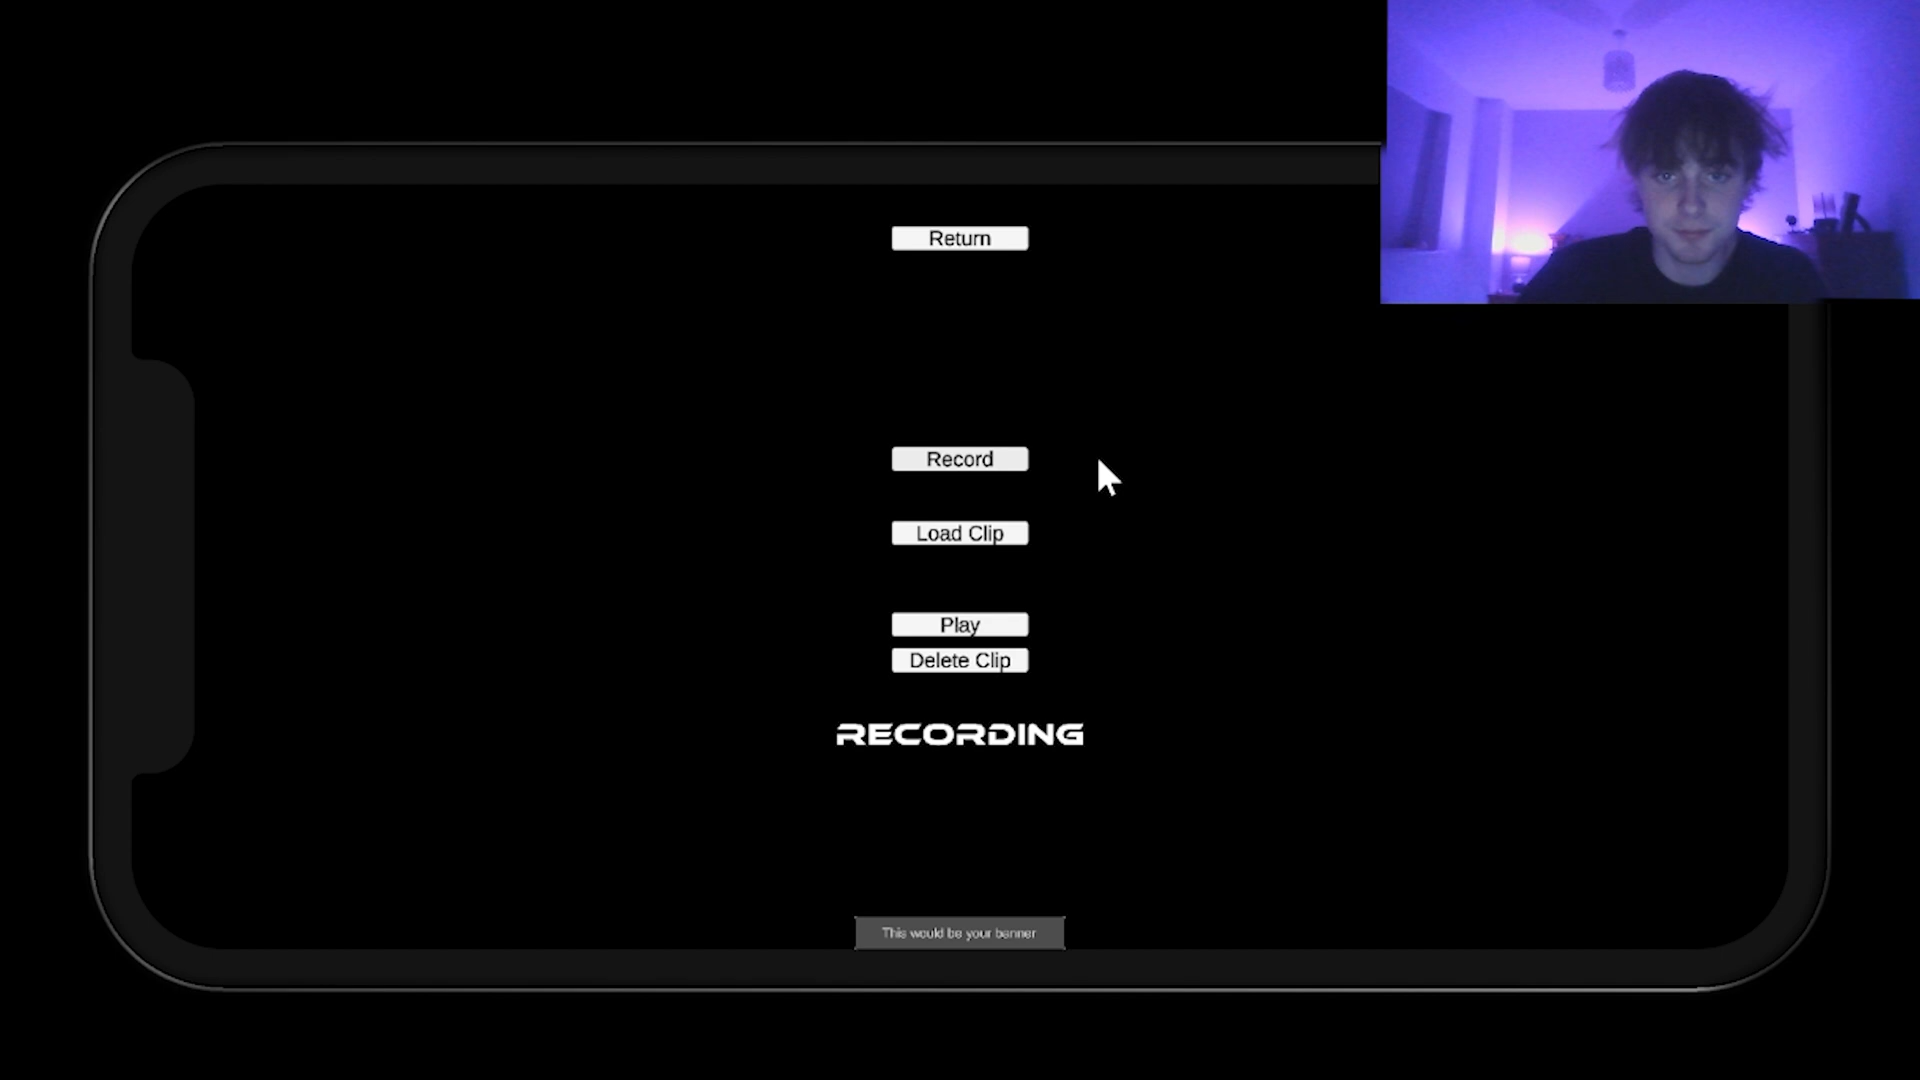 Return
Record
Load Clip
Play
Delete Clip
RECORDING
This would be your banner